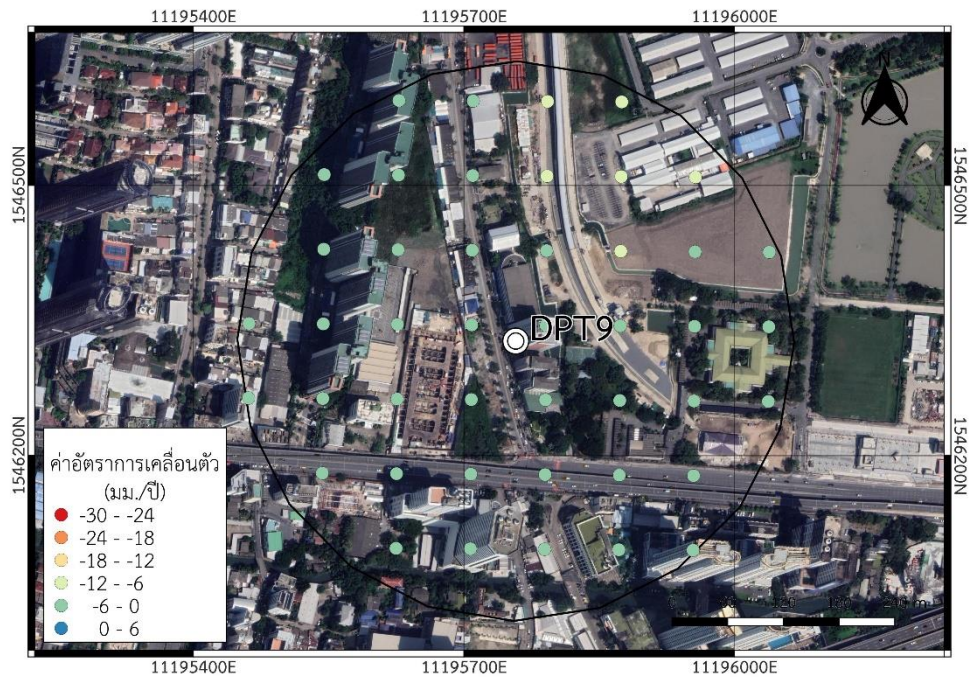 11195400E 11195700E 11196000E
N
1546500N 1546500N
DPT9
1546200N 1546200N
ค่าอัตราการเคลื่อนตัว
(มม./ปี)
-30 - -24
-24 - -18
-18 - -12
-12 - -6
-6 - 0
0 - 6
11195400E 11195700E 11196000E